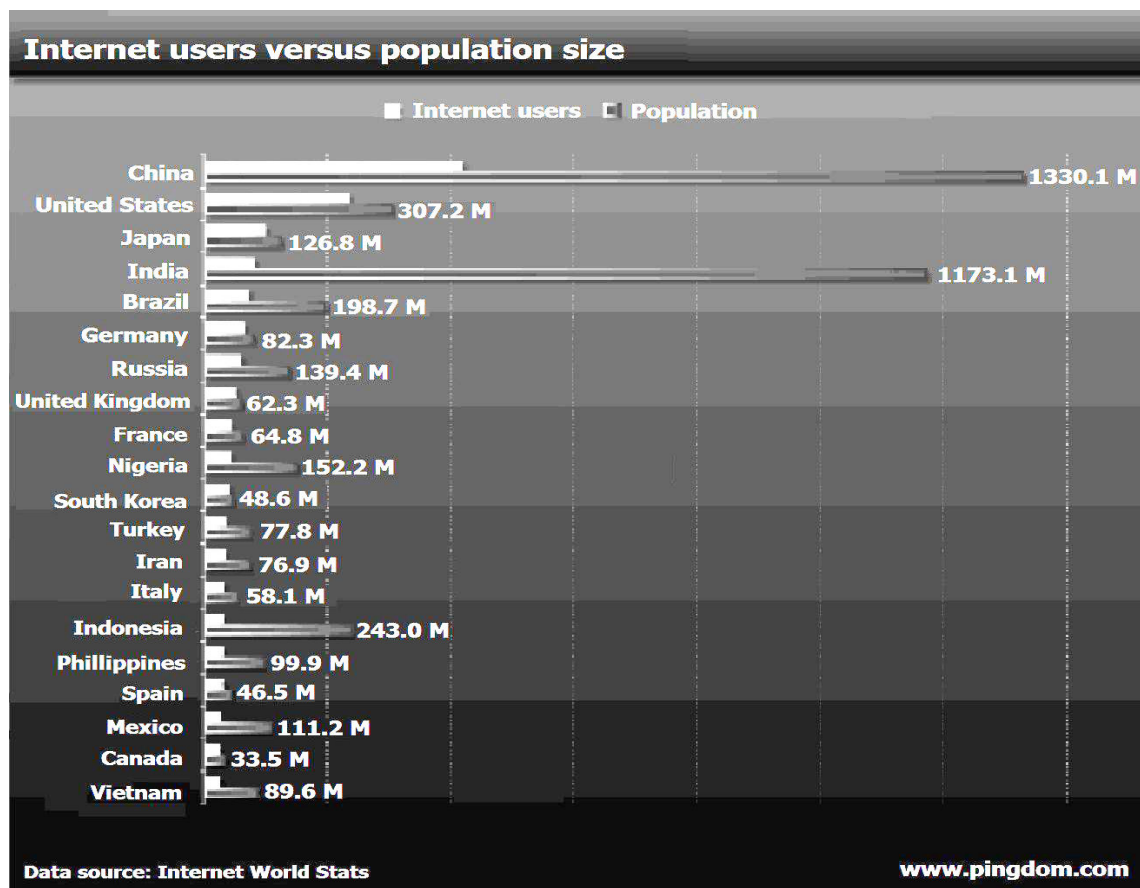 Internet users versus population size
Internet users Population
China 1330.1 M
United States 307.2 M
Japan 126.8 M
India 1173.1 M
Brazil 198.7 M
Germany 82.3 M
Russia 139.4 M
United Kingdom 62.3 M
France 64.8 M
Nigeria 152.2 M
South Korea 48.6 M
Turkey 77.8 M
Iran 76.9 M
Italy 58.1 M
Indonesia 243.0 M
Phillippines 99.9 M
Spain 46.5 M
Mexico 111.2 M
Canada 33.5 M
Vietnam 89.6 M
Data source: Internet World Stats www.pingdom.com